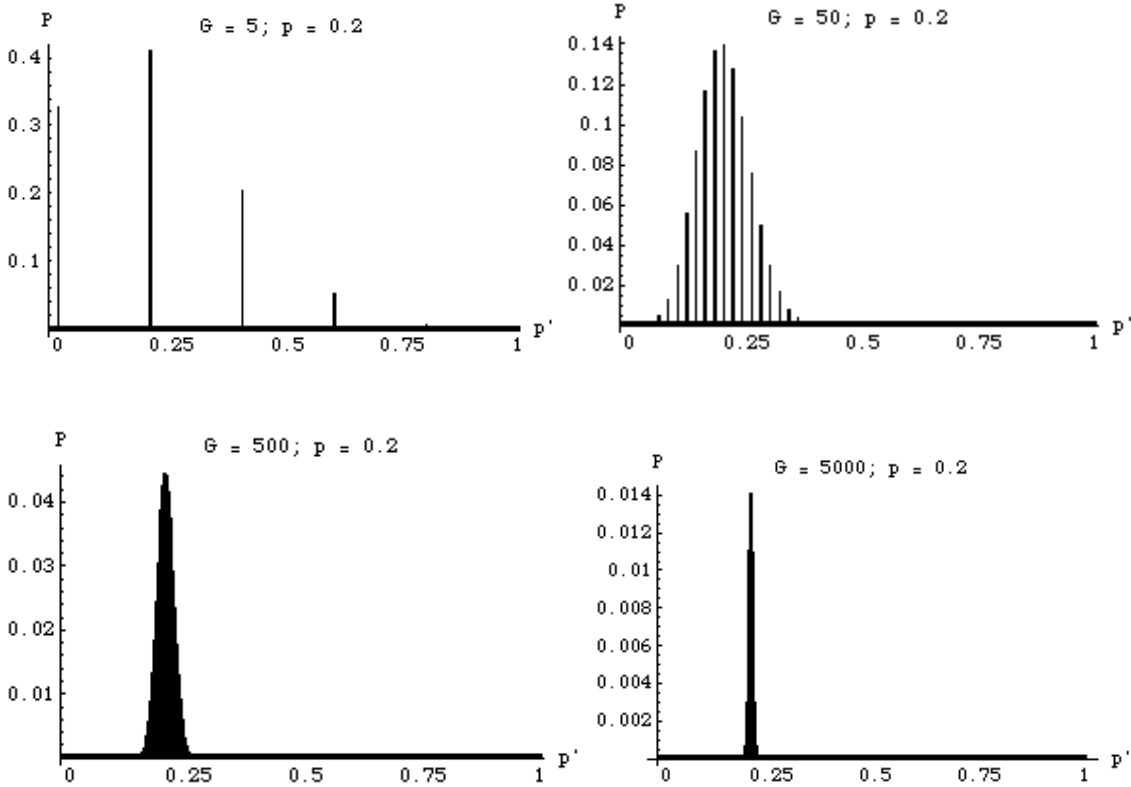 P
G = 5; p = 0.2
0.4
0.3
0.2
0.1
0 0.25 0.5 0.75 1 p'
P
G = 50; p = 0.2
0.14
0.12
0.1
0.08
0.06
0.04
0.02
0 0.25 0.5 0.75 1 p'
P
G = 500; p = 0.2
0.04
0.03
0.02
0.01
0 0.25 0.5 0.75 1 p'
P
G = 5000; p = 0.2
0.014
0.012
0.01
0.008
0.006
0.004
0.002
0 0.25 0.5 0.75 1 p'